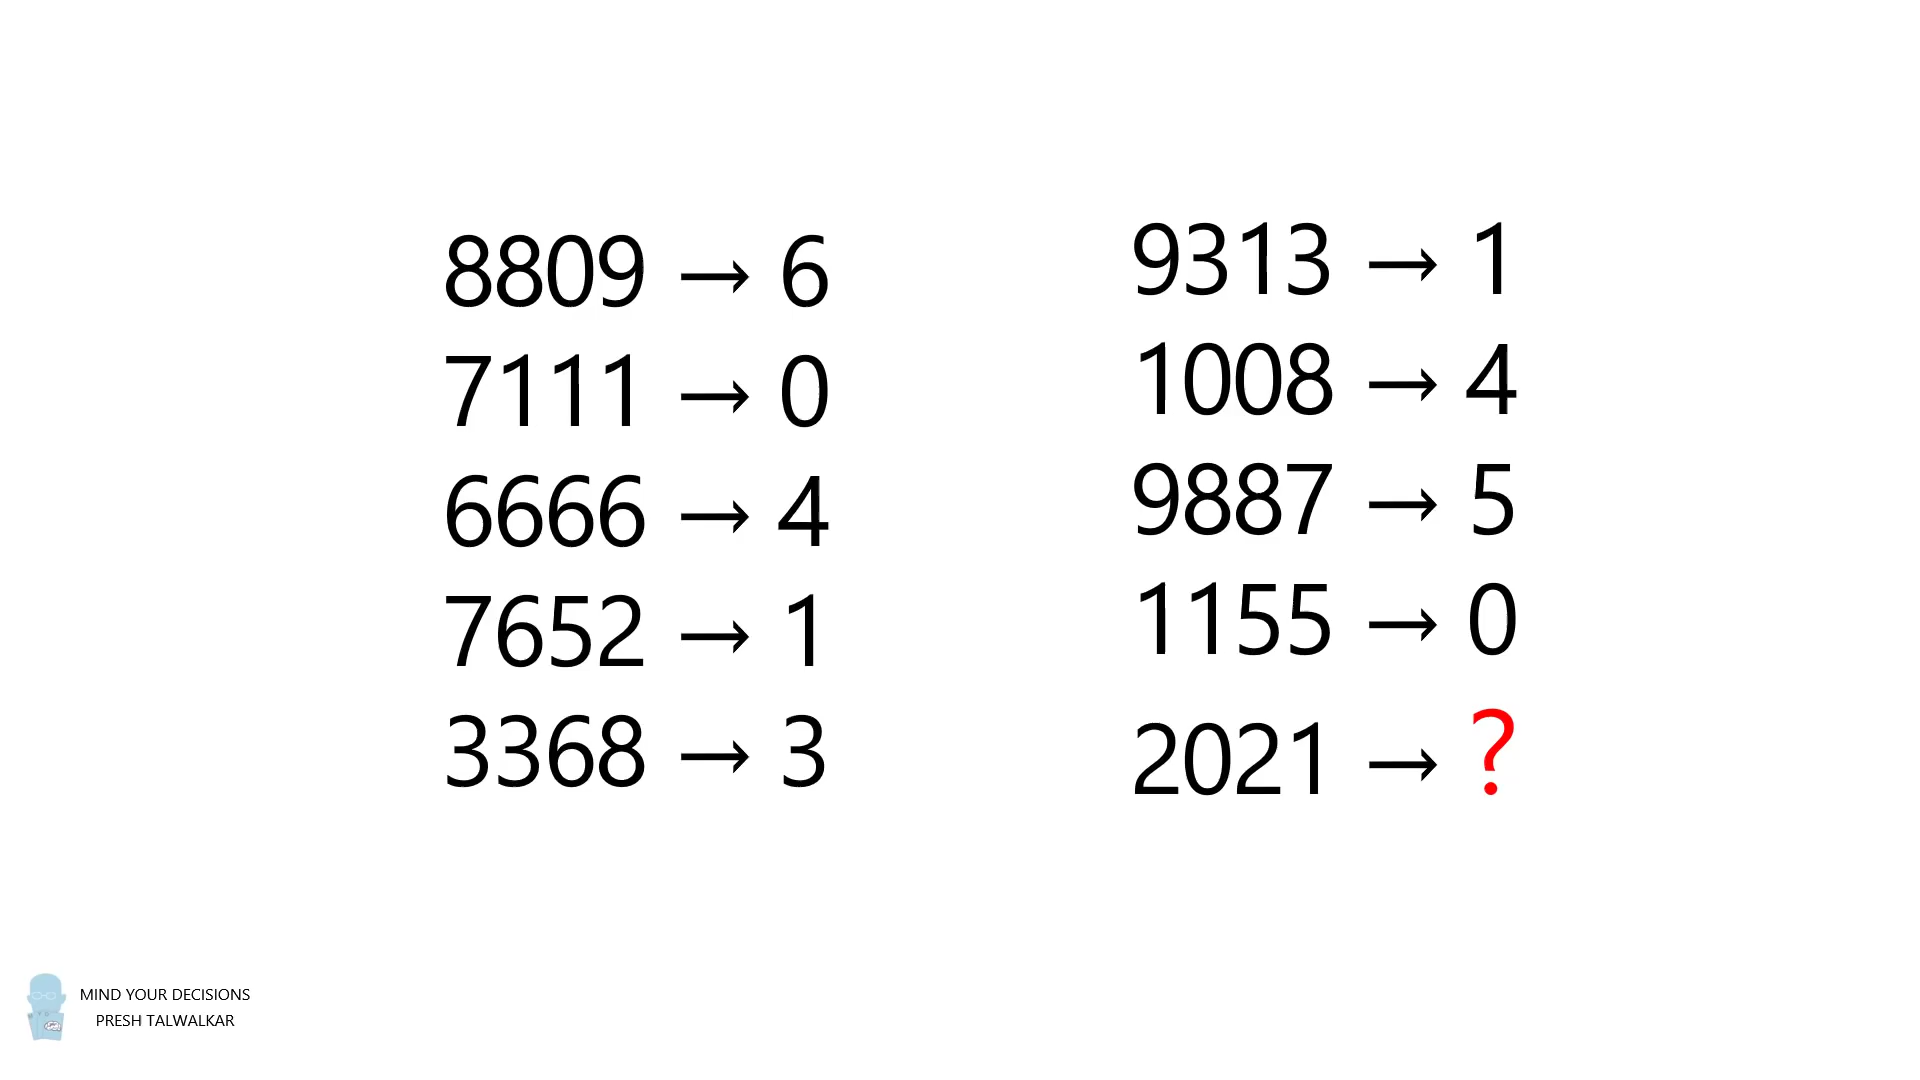 8809 → 6
7111 → 0
6666 → 4
7652 → 1
3368 → 3
9313 → 1
1008 → 4
9887 → 5
1155 → 0
2021 → ?
MIND YOUR DECISIONS
PRESH TALWALKAR